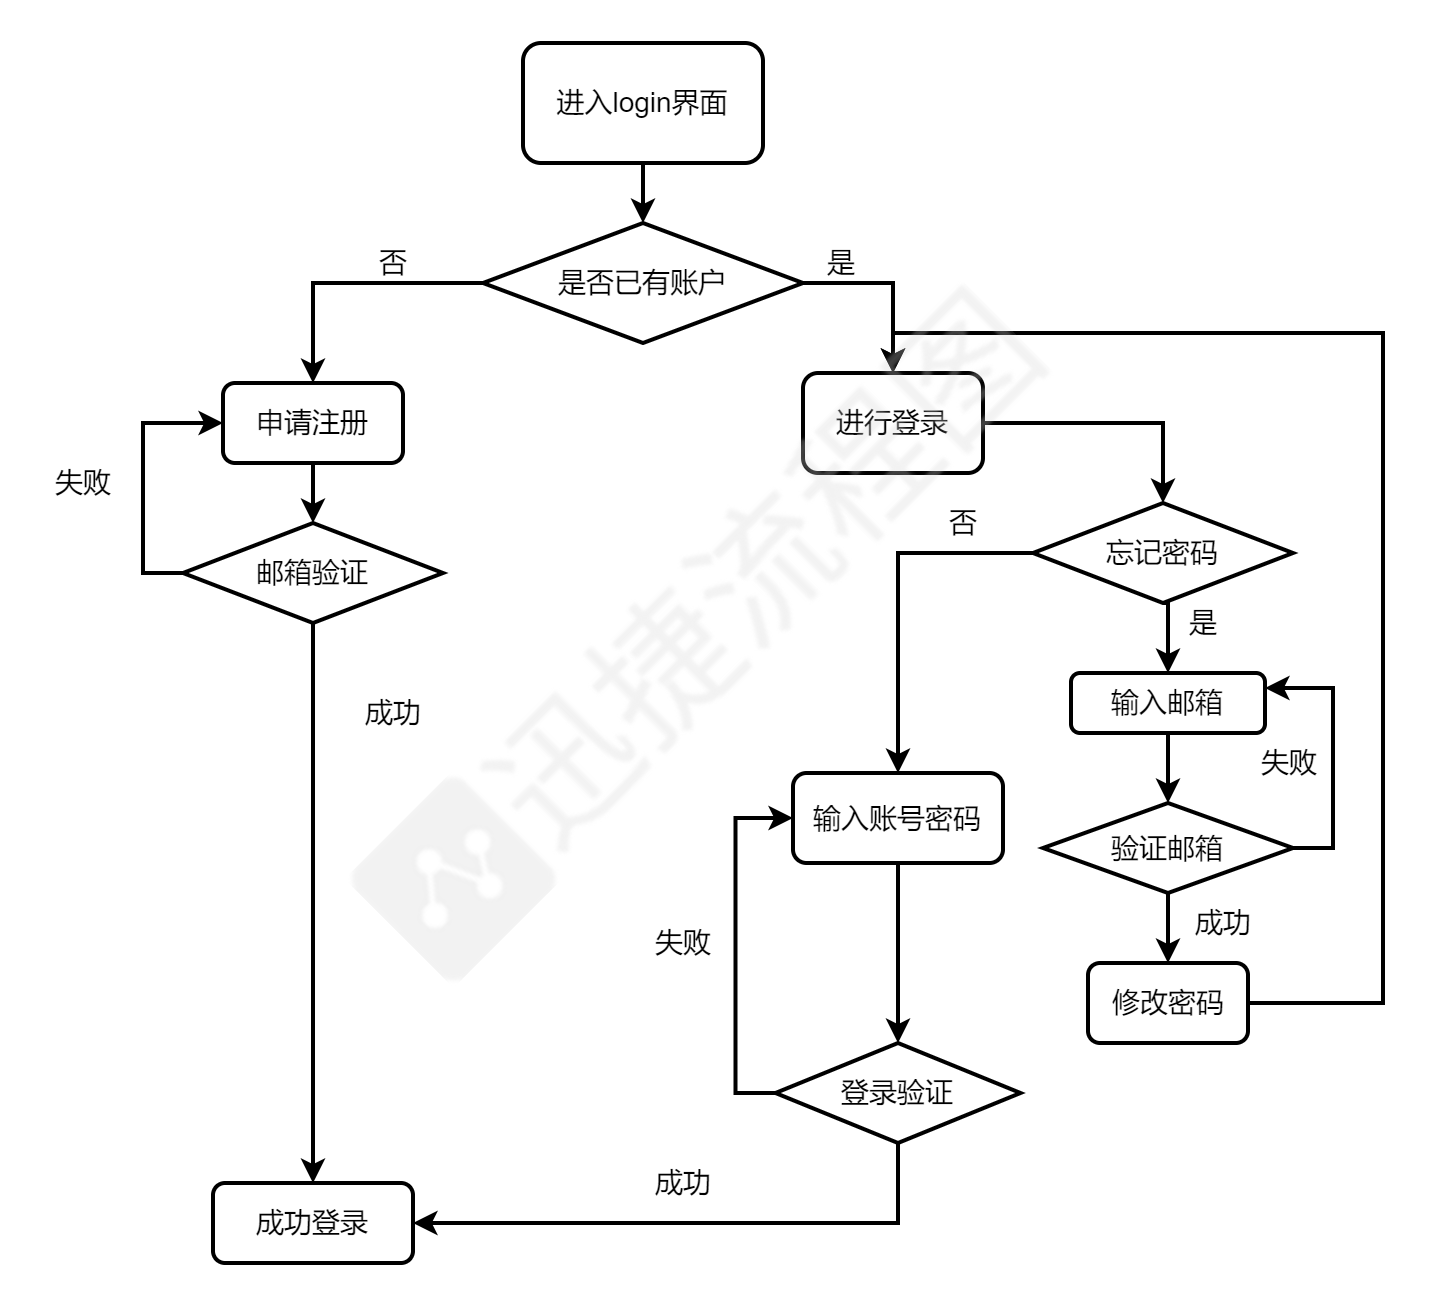 进入login界面
是否已有账户
否
是
申请注册
进行登录
失败
否
忘记密码
邮箱验证
是
输入邮箱
成功
失败
输入账号密码
验证邮箱
失败
成功
修改密码
登录验证
成功
成功登录
迅捷流程图